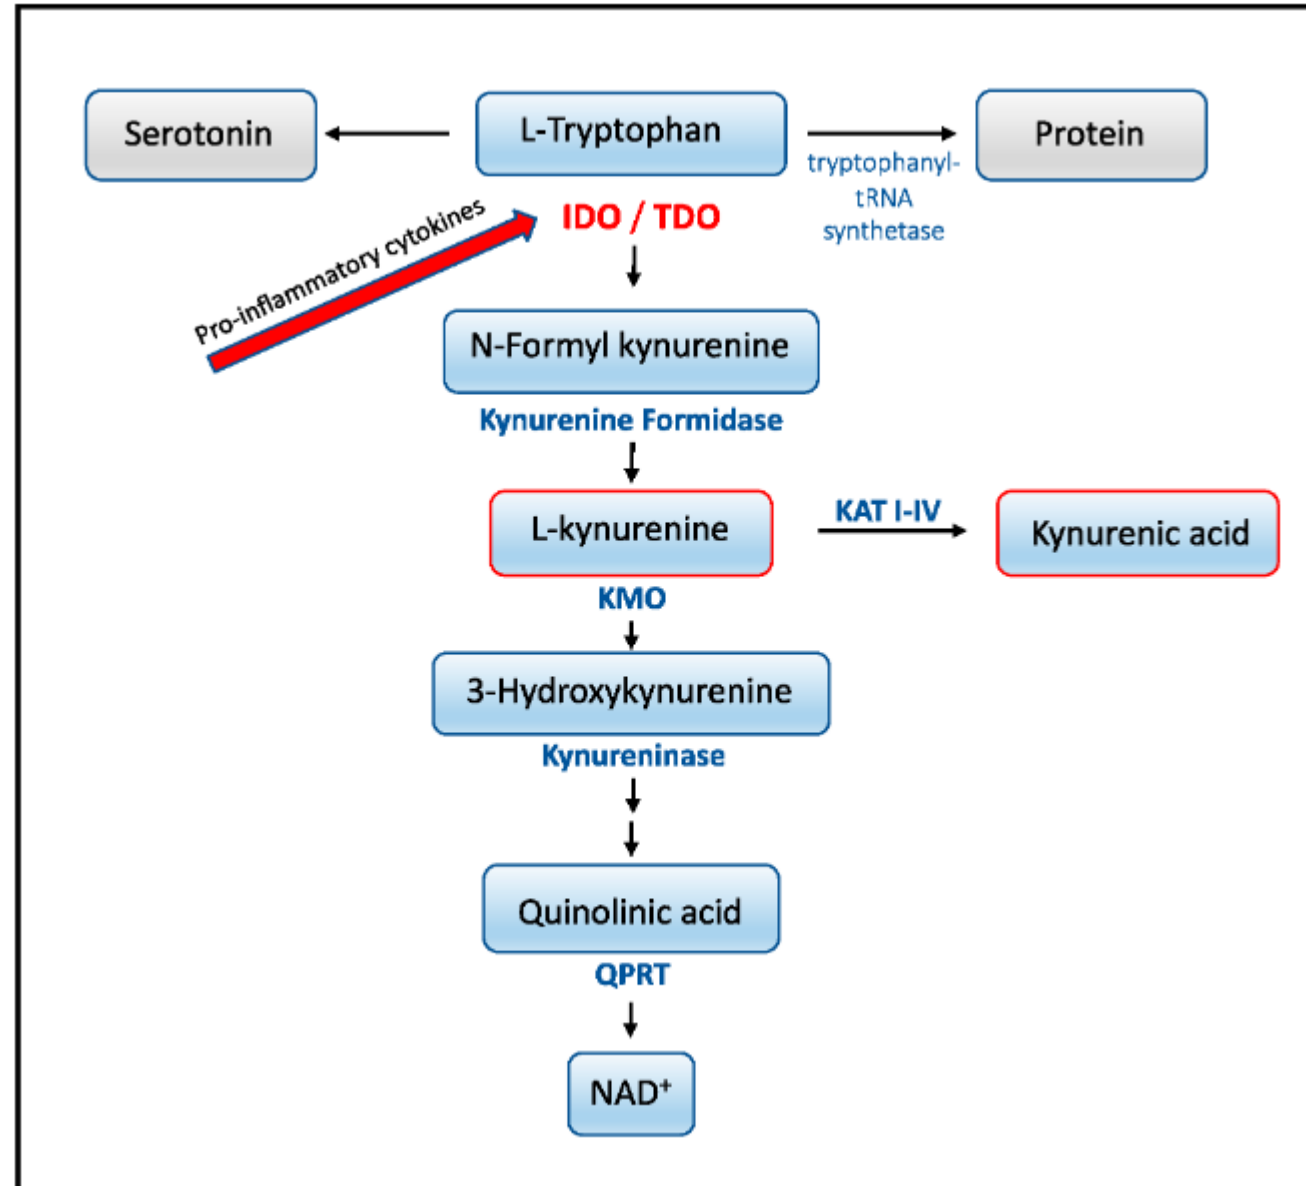 Serotonin
L-Tryptophan
Protein
tryptophanyl-
tRNA
synthetase
Pro-inflammatory cytokines
IDO / TDO
N-Formyl kynurenine
Kynurenine Formidase
L-kynurenine
KAT I-IV
Kynurenic acid
KMO
3-Hydroxykynurenine
Kynureninase
Quinolinic acid
QPRT
NAD⁺